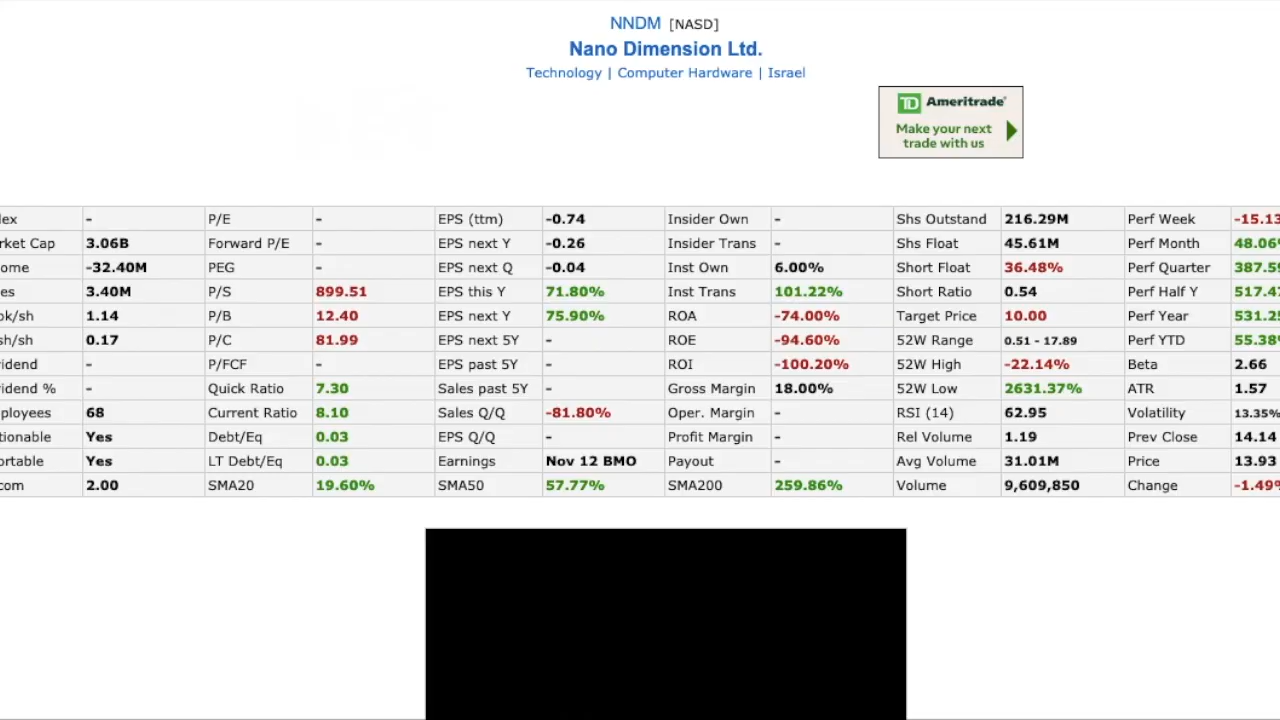 NNDM [NASD]
Nano Dimension Ltd.
Technology | Computer Hardware | Israel
TD Ameritrade®
Make your next
trade with us
lex - P/E - EPS (ttm) -0.74 Insider Own - Shs Outstand 216.29M Perf Week -15.13
rket Cap 3.06B Forward P/E - EPS next Y -0.26 Insider Trans - Shs Float 45.61M Perf Month 48.06%
ome -32.40M PEG - EPS next Q -0.04 Inst Own 6.00% Short Float 36.48% Perf Quarter 387.59
es 3.40M P/S 899.51 EPS this Y 71.80% Inst Trans 101.22% Short Ratio 0.54 Perf Half Y 517.47
ok/sh 1.14 P/B 12.40 EPS next Y 75.90% ROA -74.00% Target Price 10.00 Perf Year 531.25
sh/sh 0.17 P/C 81.99 EPS next 5Y - ROE -94.60% 52W Range 0.51 - 17.89 Perf YTD 55.38%
vidend - P/FCF - EPS past 5Y - ROI -100.20% 52W High -22.14% Beta 2.66
vidend % - Quick Ratio 7.30 Sales past 5Y - Gross Margin 18.00% 52W Low 2631.37% ATR 1.57
ployees 68 Current Ratio 8.10 Sales Q/Q -81.80% Oper. Margin - RSI (14) 62.95 Volatility 13.35%
tionable Yes Debt/Eq 0.03 EPS Q/Q - Profit Margin - Rel Volume 1.19 Prev Close 14.14
ortable Yes LT Debt/Eq 0.03 Earnings Nov 12 BMO Payout - Avg Volume 31.01M Price 13.93
com 2.00 SMA20 19.60% SMA50 57.77% SMA200 259.86% Volume 9,609,850 Change -1.49%